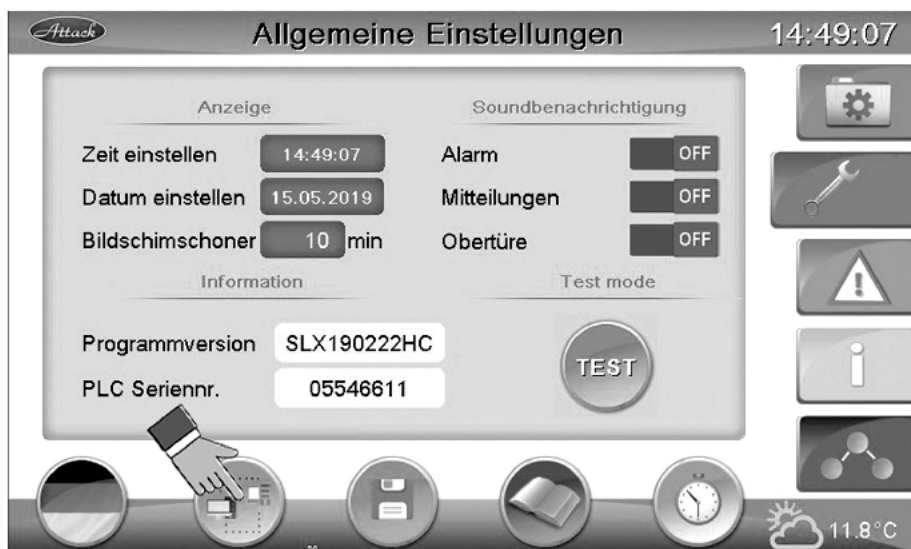 Attack
Allgemeine Einstellungen
14:49:07
Anzeige
Zeit einstellen 14:49:07
Datum einstellen 15.05.2019
Bildschimschoner 10 min
Soundbenachrichtigung
Alarm OFF
Mitteilungen OFF
Obertüre OFF
Information
Programmversion SLX190222HC
PLC Seriennr. 05546611
Test mode
TEST
11.8°C